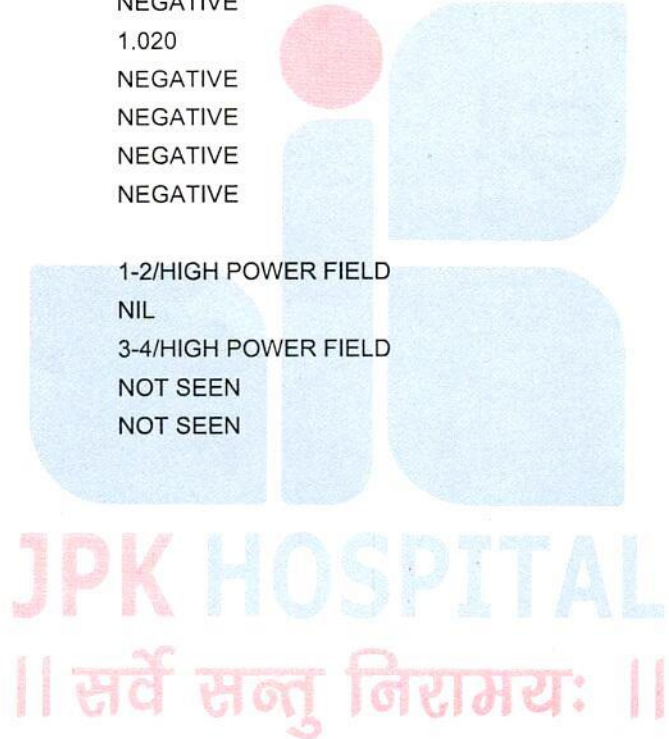 NEGATIVE
1.020
NEGATIVE
NEGATIVE
NEGATIVE
NEGATIVE
1-2/HIGH POWER FIELD
NIL
3-4/HIGH POWER FIELD
NOT SEEN
NOT SEEN
JPK HOSPITAL
|| सर्वे सन्तु निरामयः ||